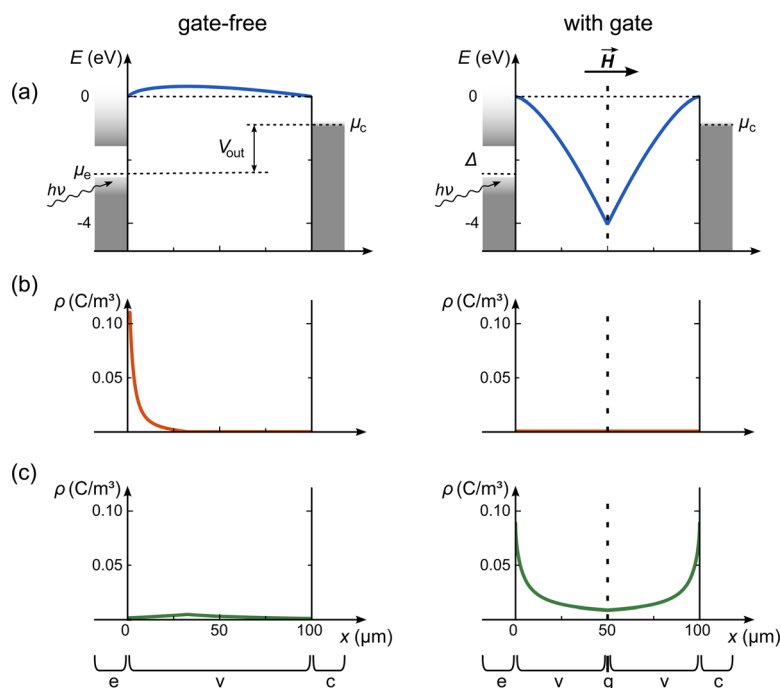 gate-free
with gate
(a)
E (eV)
0
μe
hν
-4
Vout
μc
E (eV)
H
0
Δ
hν
-4
μc
(b)
ρ (C/m³)
0.10
0.05
ρ (C/m³)
0.10
0.05
(c)
ρ (C/m³)
0.10
0.05
0 50 100 x (μm)
e v c
ρ (C/m³)
0.10
0.05
0 50 100 x (μm)
e v g v c